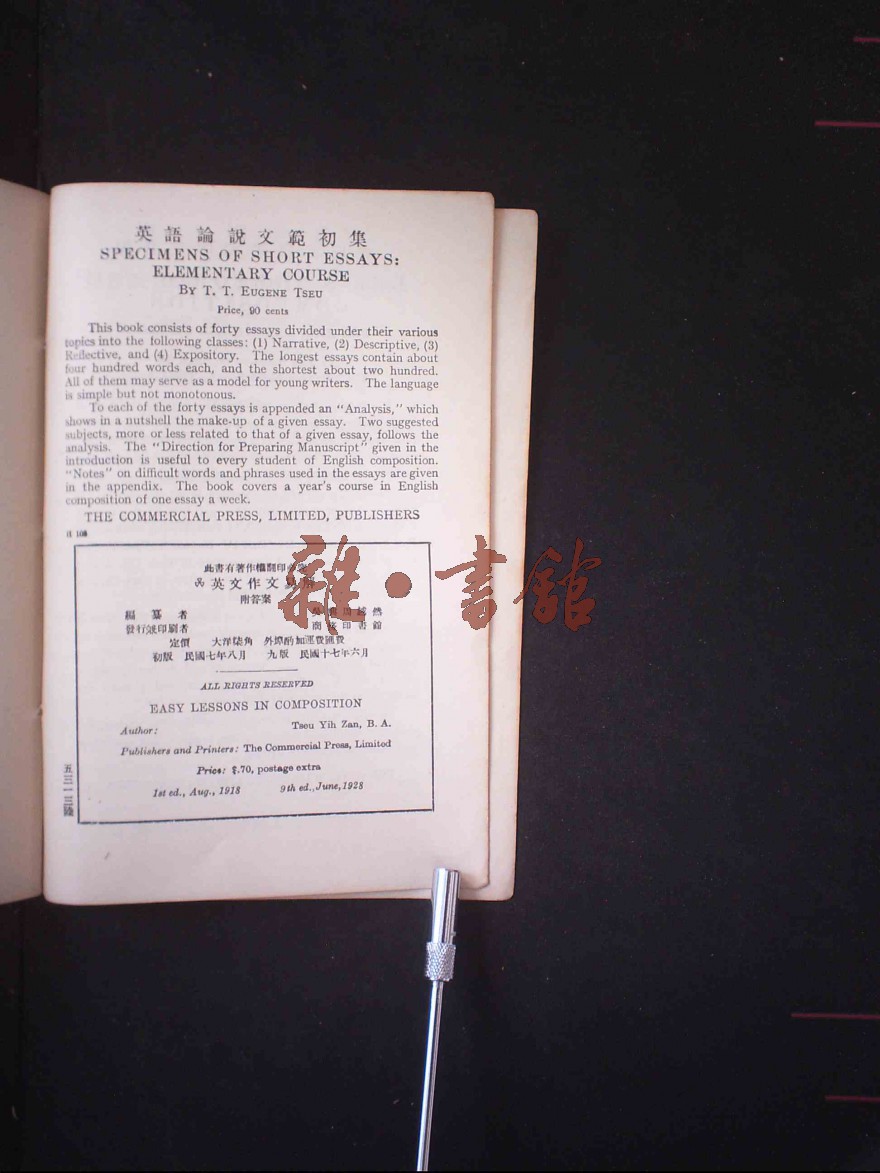 英語論說文範初集
SPECIMENS OF SHORT ESSAYS:
ELEMENTARY COURSE
BY T. T. EUGENE TSEU
Price, 90 cents
This book consists of forty essays divided under their various
topics into the following classes: (1) Narrative, (2) Descriptive, (3)
Reflective, and (4) Expository. The longest essays contain about
four hundred words each, and the shortest about two hundred.
All of them may serve as a model for young writers. The language
is simple but not monotonous.
To each of the forty essays is appended an "Analysis," which
shows in a nutshell the make-up of a given essay. Two suggested
subjects, more or less related to that of a given essay, follows the
analysis. The "Direction for Preparing Manuscript" given in the
introduction is useful to every student of English composition.
"Notes" on difficult words and phrases used in the essays are given
in the appendix. The book covers a year's course in English
composition of one essay a week.
THE COMMERCIAL PRESS, LIMITED, PUBLISHERS
此書有著作權翻印必
英文作文
附答案
編纂者 周越然
發行兼印刷者 商務印書館
定價 大洋柒角 外埠酌加運費匯費
初版 民國七年八月 九版 民國十七年六月
ALL RIGHTS RESERVED
EASY LESSONS IN COMPOSITION
Author: Tseu Yih Zan, B. A.
Publishers and Printers: The Commercial Press, Limited
Price: $.70, postage extra
1st ed., Aug., 1918 9th ed., June, 1928
雜·書館